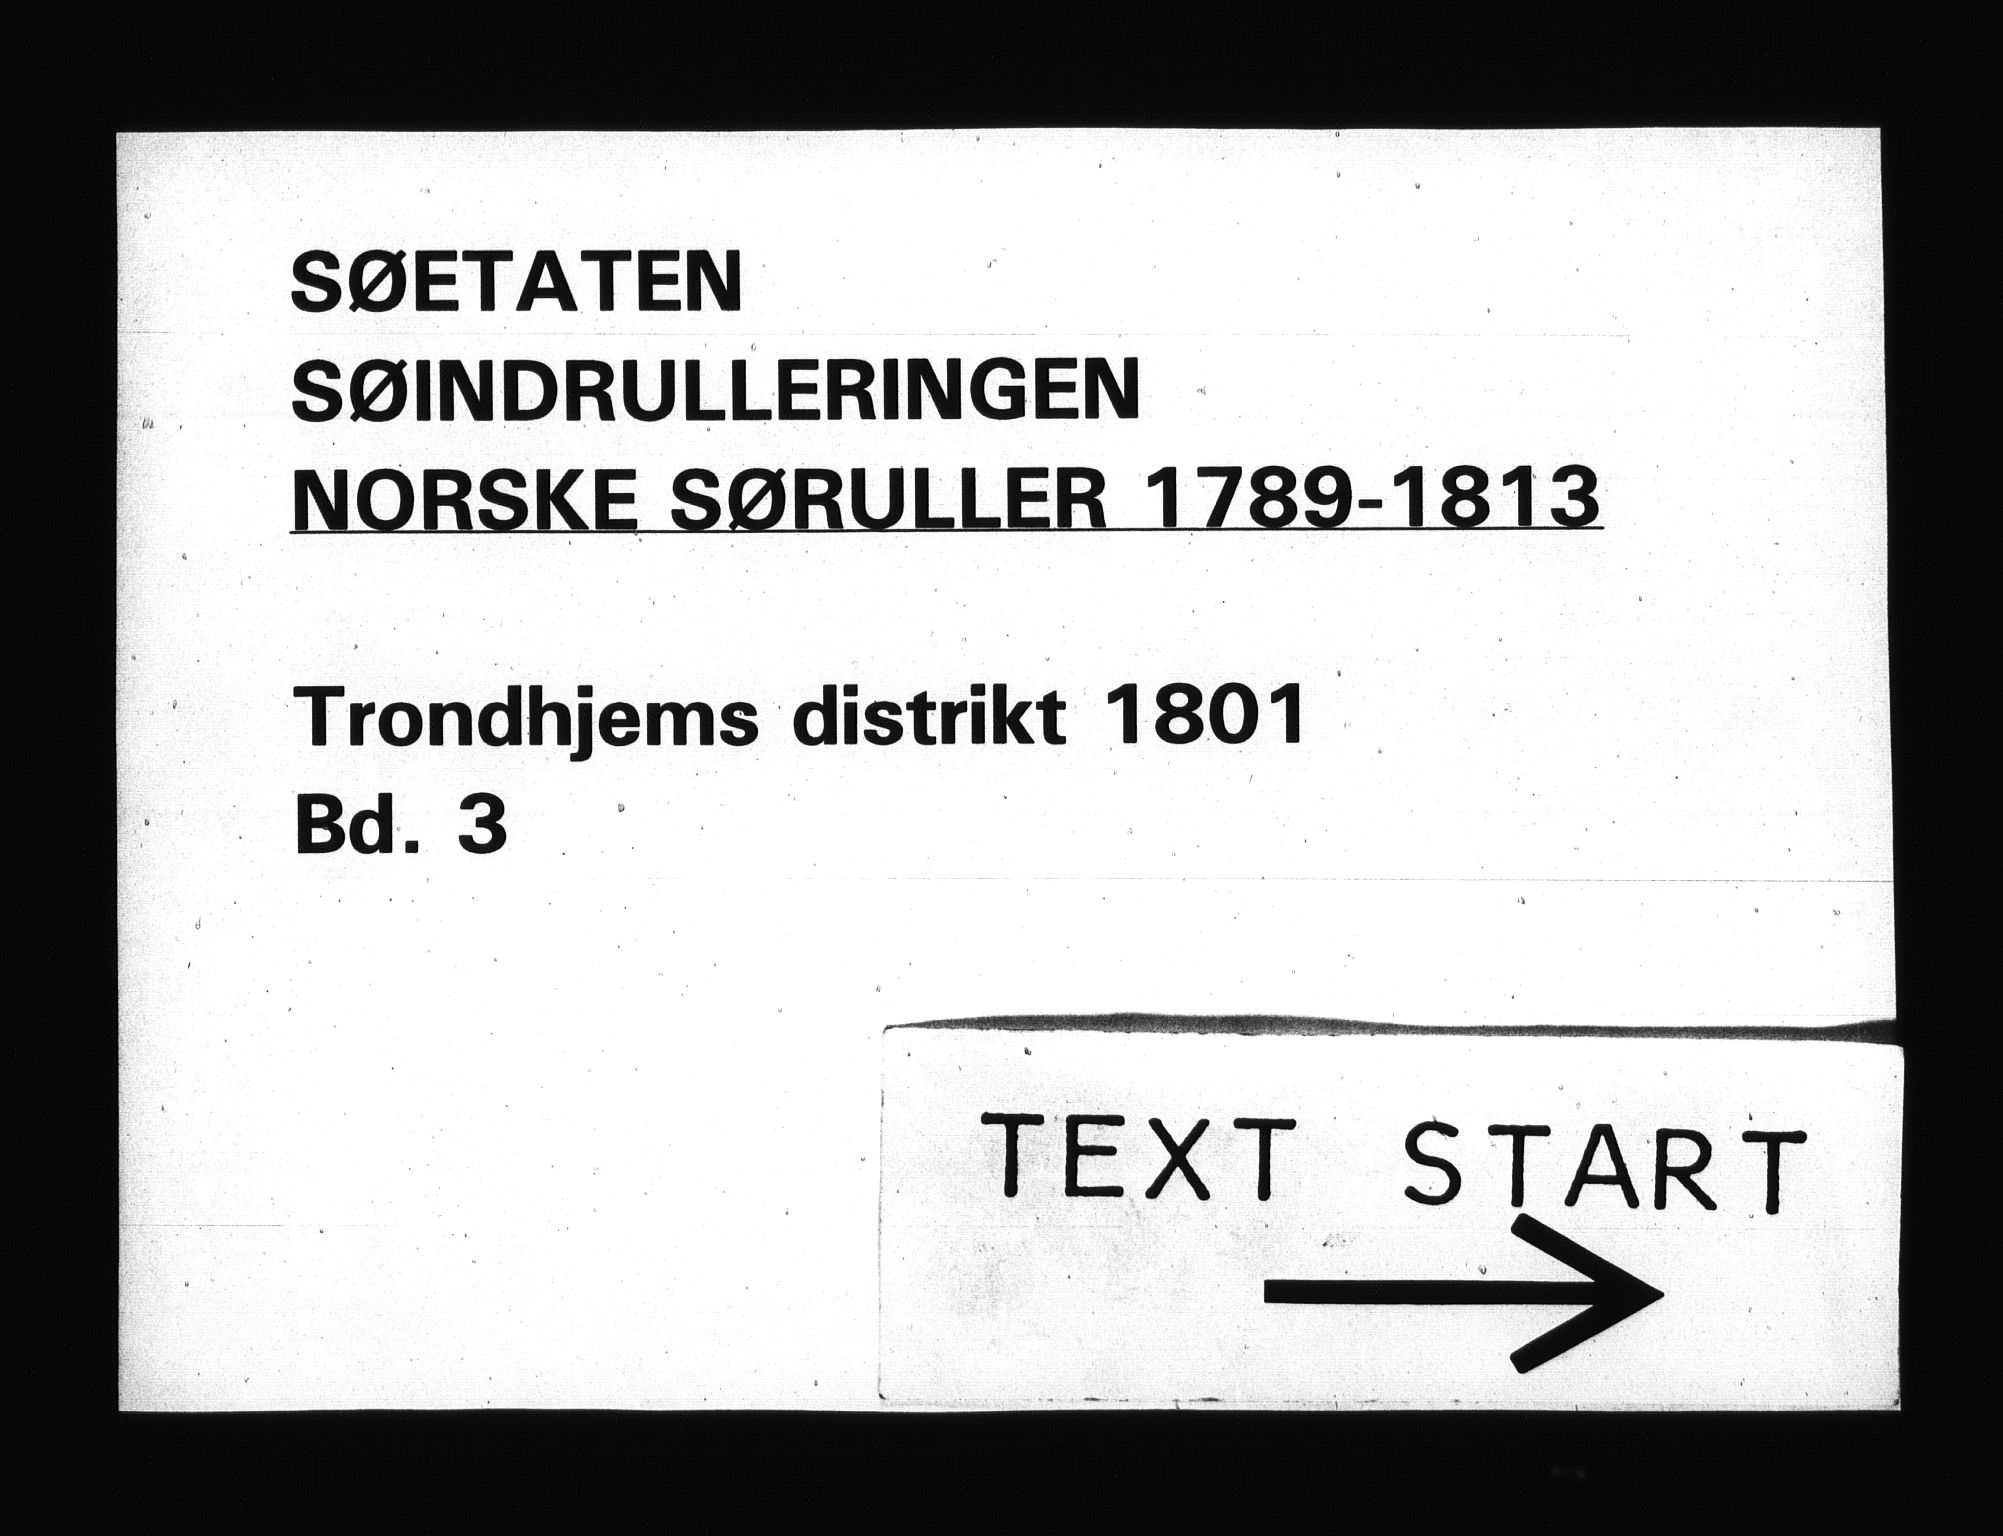 SØETATEN
SØINDRULLERINGEN
NORSKE SØRULLER 1789-1813
Trondhjems distrikt 1801
Bd. 3
TEXT START